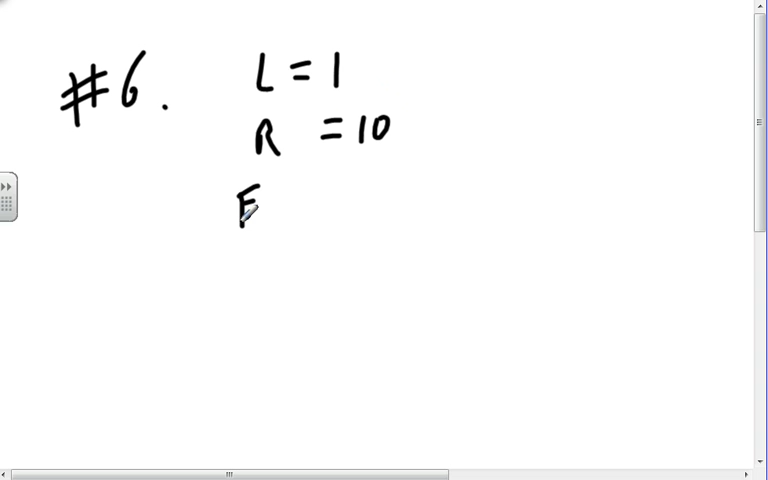 #6. L = 1
R = 10
F